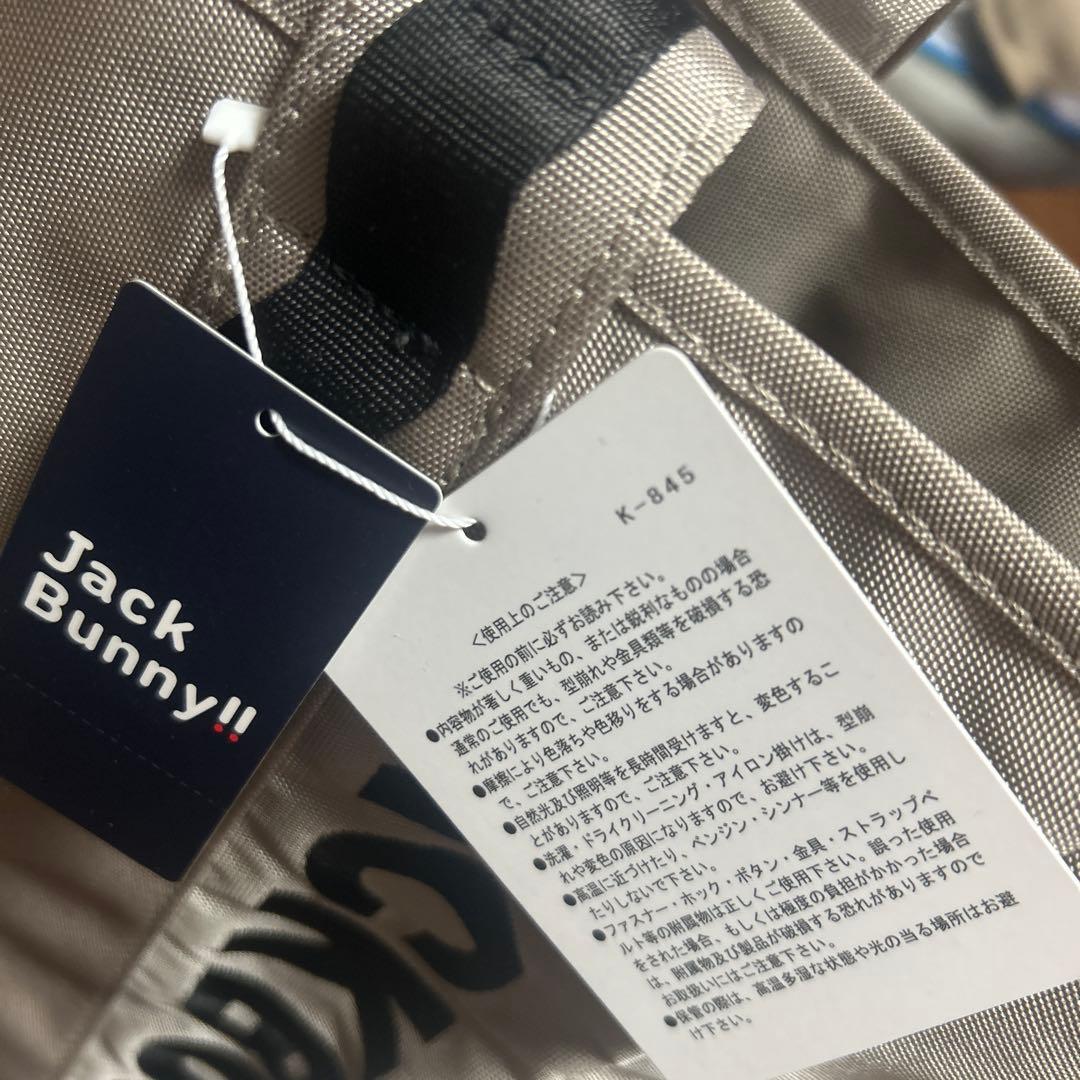 Jack
Bunny!!
K-845
<使用上のご注意>
※ご使用の前に必ずお読み下さい。
●内容物が著しく重いもの、または鋭利なものの場合
通常のご使用でも、型崩れや金具類等を破損する恐
れがありますので、ご注意下さい。
●摩擦により色落ちや色移りをする場合がありますの
で、ご注意下さい。
●自然光及び照明等を長時間受けますと、変色するこ
とがありますので、ご注意下さい。
●洗濯・ドライクリーニング・アイロン掛けは、型崩
れや変色の原因になりますので、お避け下さい。
●高温に近づけたり、ベンジン・シンナー等を使用し
たりしないで下さい。
●ファスナー・ホック・ボタン・金具・ストラップベ
ルト等の附属物は正しくご使用下さい。誤った使用
をされた場合、もしくは極度の負担がかかった場合
は、附属物及び製品が破損する恐れがありますので
お取扱いにはご注意下さい。
●保管の際は、高温多湿な状態や光の当る場所はお避
け下さい。